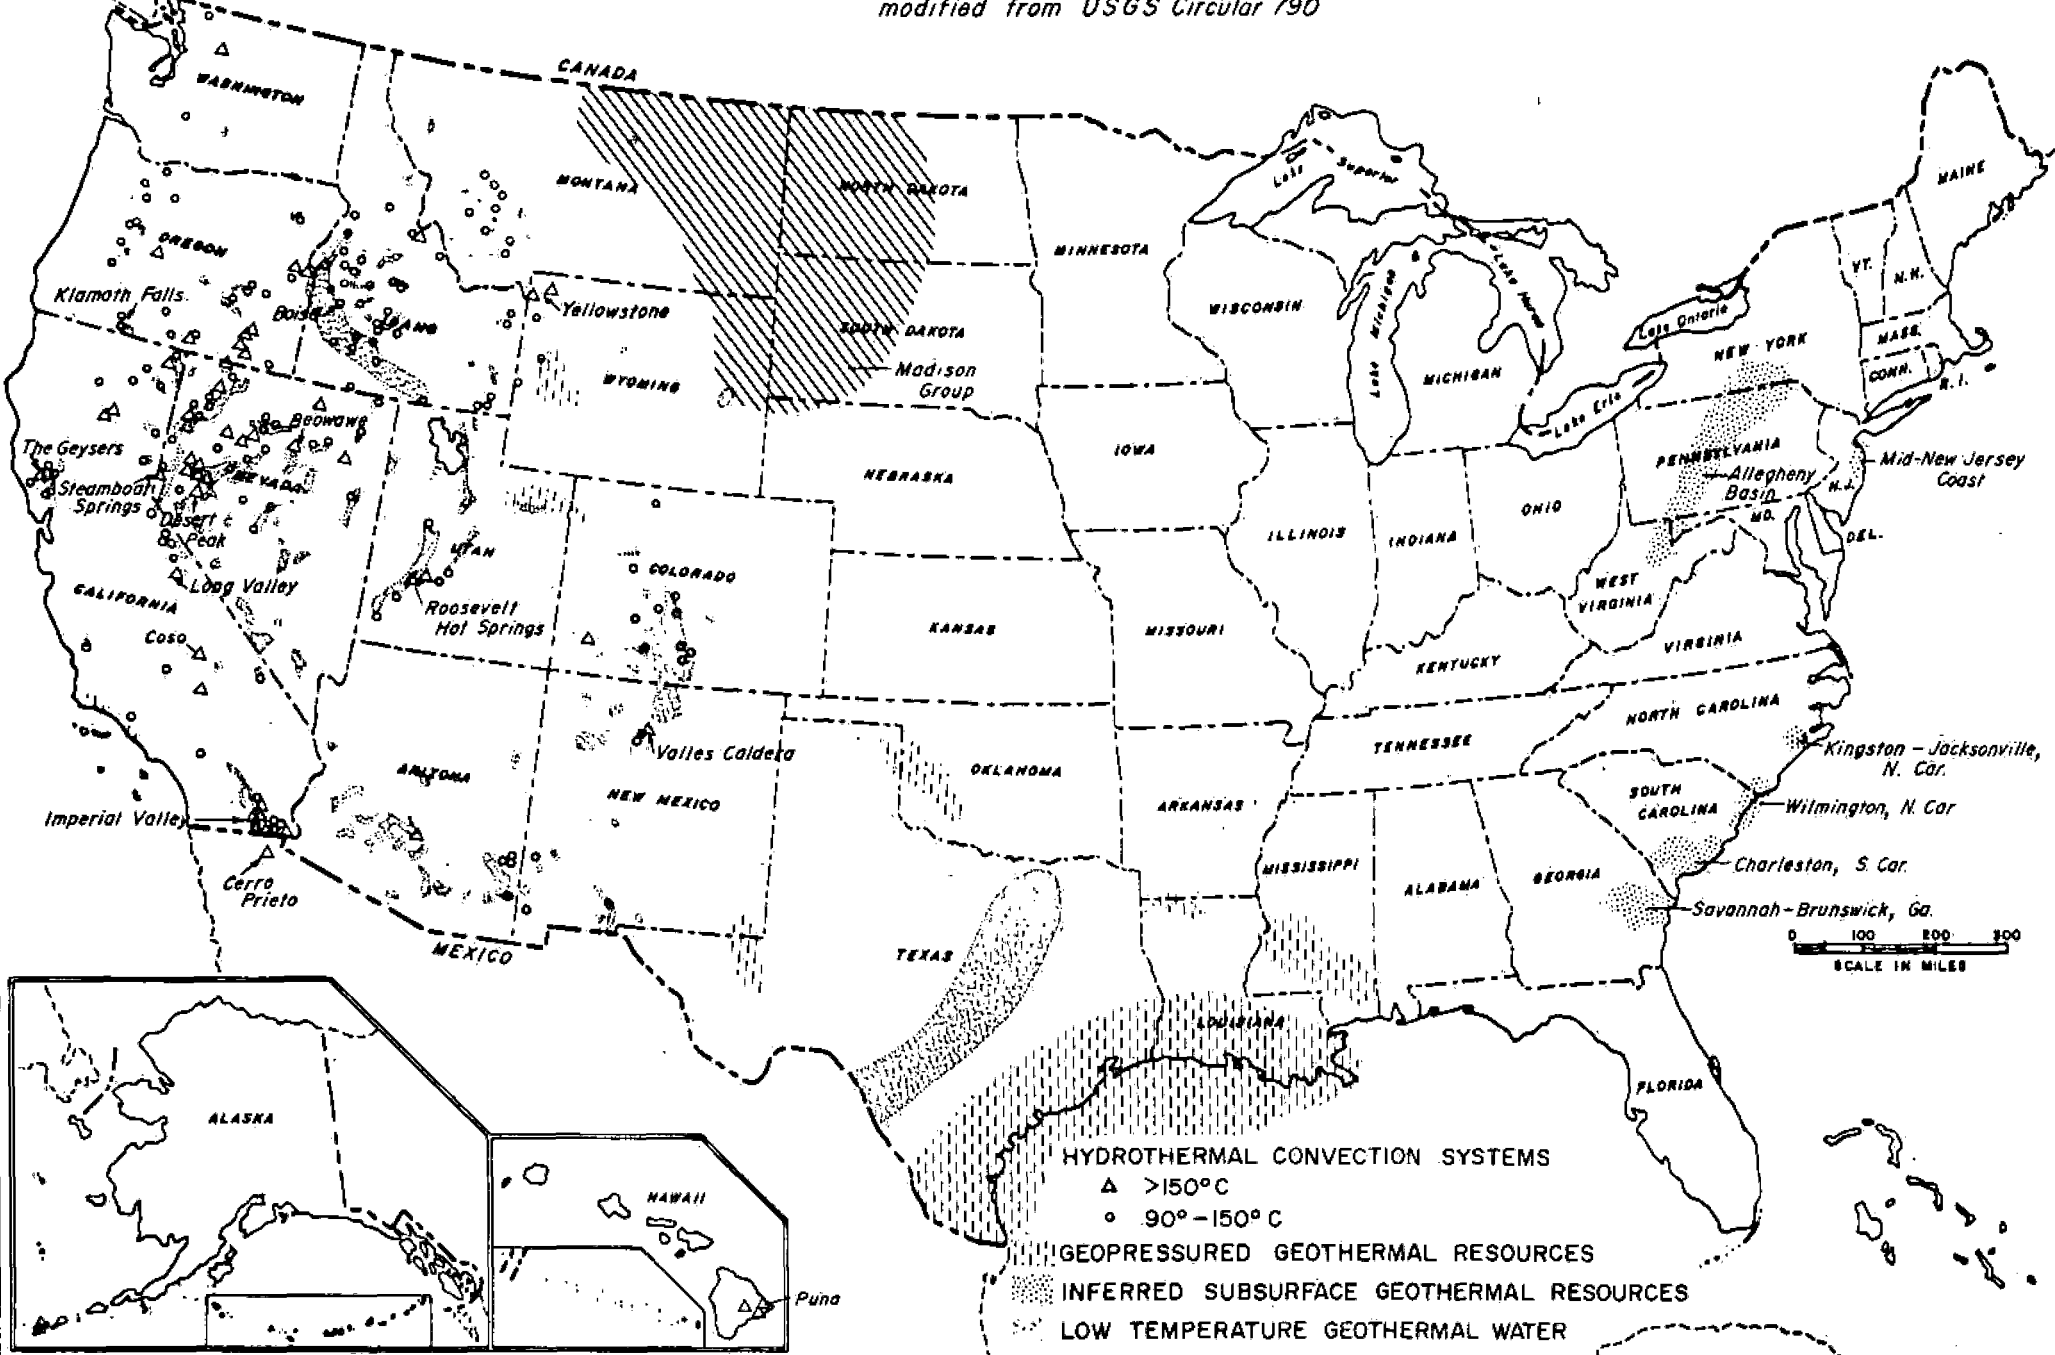 modified from USGS Circular 790
CANADA
WASHINGTON
MONTANA
NORTH DAKOTA
MINNESOTA
Lake Superior
MAINE
OREGON
Klamath Falls
Boise
IDAHO
Yellowstone
WYOMING
SOUTH DAKOTA
Madison
Group
WISCONSIN
Lake Michigan
Lake Huron
MICHIGAN
Lake Ontario
Lake Erie
NEW YORK
VT.
N.H.
MASS.
CONN.
R.I.
The Geysers
Beowawe
Steamboat
Springs
NEVADA
Desert
Peak
Long Valley
CALIFORNIA
Coso
UTAH
Roosevelt
Hot Springs
COLORADO
NEBRASKA
IOWA
KANSAS
MISSOURI
ILLINOIS
INDIANA
OHIO
PENNSYLVANIA
Allegheny
Basin
N.J.
Mid-New Jersey
Coast
MD.
DEL.
WEST
VIRGINIA
VIRGINIA
KENTUCKY
NORTH CAROLINA
TENNESSEE
Kingston – Jacksonville,
N. Car.
SOUTH
CAROLINA
Wilmington, N. Car
Charleston, S. Car.
Savannah-Brunswick, Ga.
Imperial Valley
Cerro
Prieto
ARIZONA
NEW MEXICO
Valles Caldera
OKLAHOMA
ARKANSAS
MISSISSIPPI
ALABAMA
GEORGIA
MEXICO
TEXAS
LOUISIANA
FLORIDA
0 100 200 300
SCALE IN MILES
ALASKA
HAWAII
Puna
HYDROTHERMAL CONVECTION SYSTEMS
>150°C
90°-150°C
GEOPRESSURED GEOTHERMAL RESOURCES
INFERRED SUBSURFACE GEOTHERMAL RESOURCES
LOW TEMPERATURE GEOTHERMAL WATER